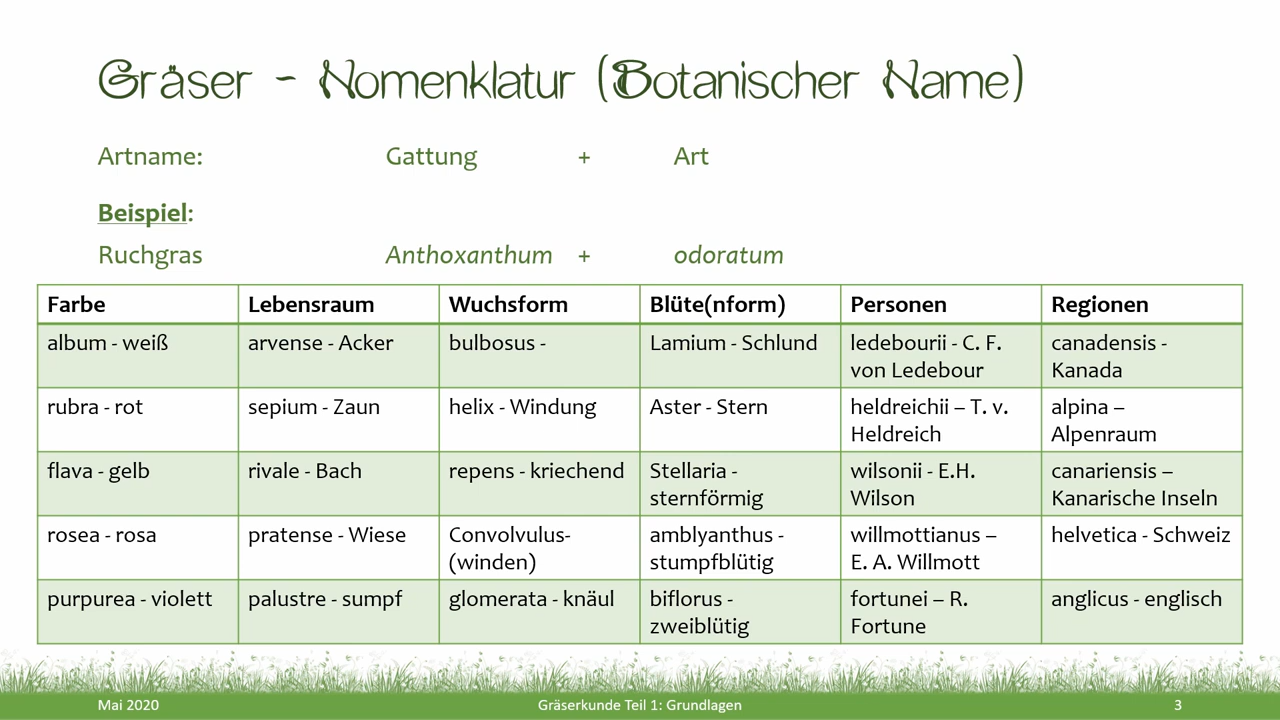 Gräser - Nomenklatur (Botanischer Name)
Artname: Gattung + Art
Beispiel:
Ruchgras Anthoxanthum + odoratum
Farbe Lebensraum Wuchsform Blüte(nform) Personen Regionen
album - weiß arvense - Acker bulbosus - Lamium - Schlund ledebourii - C. F. canadensis -
von Ledebour Kanada
rubra - rot sepium - Zaun helix - Windung Aster - Stern heldreichii – T. v. alpina –
Heldreich Alpenraum
flava - gelb rivale - Bach repens - kriechend Stellaria - wilsonii - E.H. canariensis –
sternförmig Wilson Kanarische Inseln
rosea - rosa pratense - Wiese Convolvulus- amblyanthus - willmottianus – helvetica - Schweiz
(winden) stumpfblütig E. A. Willmott
purpurea - violett palustre - sumpf glomerata - knäul biflorus - fortunei – R. anglicus - englisch
zweiblütig Fortune
Mai 2020 Gräserkunde Teil 1: Grundlagen 3